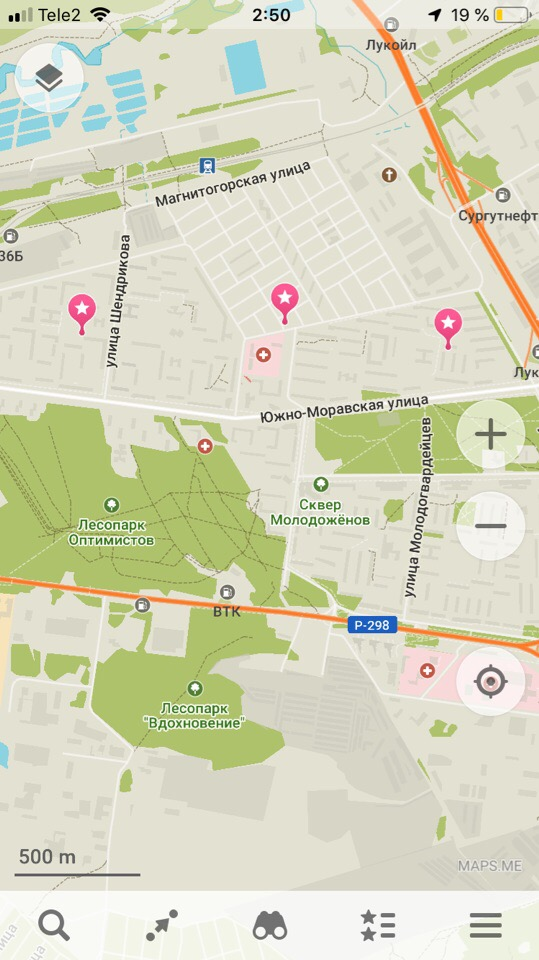 Tele2
2:50
19 %
Лукойл
Магнитогорская улица
Сургутнефт
36Б
улица Шендрикова
Лук
Южно-Моравская улица
улица Молодогвардейцев
Сквер
Молодожёнов
Лесопарк
Оптимистов
ВТК
Р-298
Лесопарк
"Вдохновение"
500 m
MAPS.ME